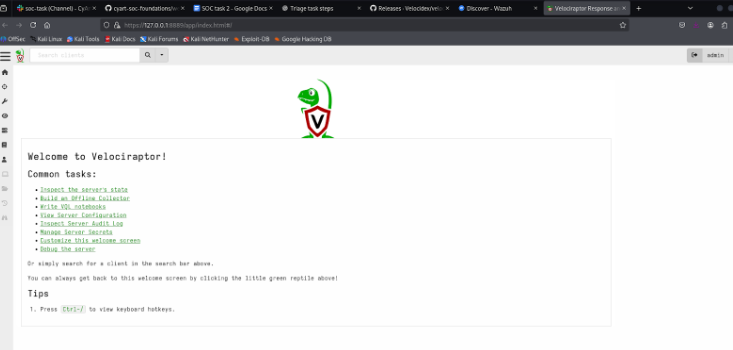 soc-task (Channel) - CyA
cyart-soc-foundations/w
SOC task 2 - Google Docs
Triage task steps
Releases · Velocidex/velo
Discover - Wazuh
Velociraptor Response an
https://127.0.0.1:8889/app/index.html#/
OffSec
Kali Linux
Kali Tools
Kali Docs
Kali Forums
Kali NetHunter
Exploit-DB
Google Hacking DB
Search clients
admin
V
Welcome to Velociraptor!
Common tasks:
Inspect the server's state
Build an Offline Collector
Write VQL notebooks
View Server Configuration
Inspect Server Audit Log
Manage Server Secrets
Customize this welcome screen
Debug the server
Or simply search for a client in the search bar above.
You can always get back to this welcome screen by clicking the little green reptile above!
Tips
1. Press Ctrl-/ to view keyboard hotkeys.